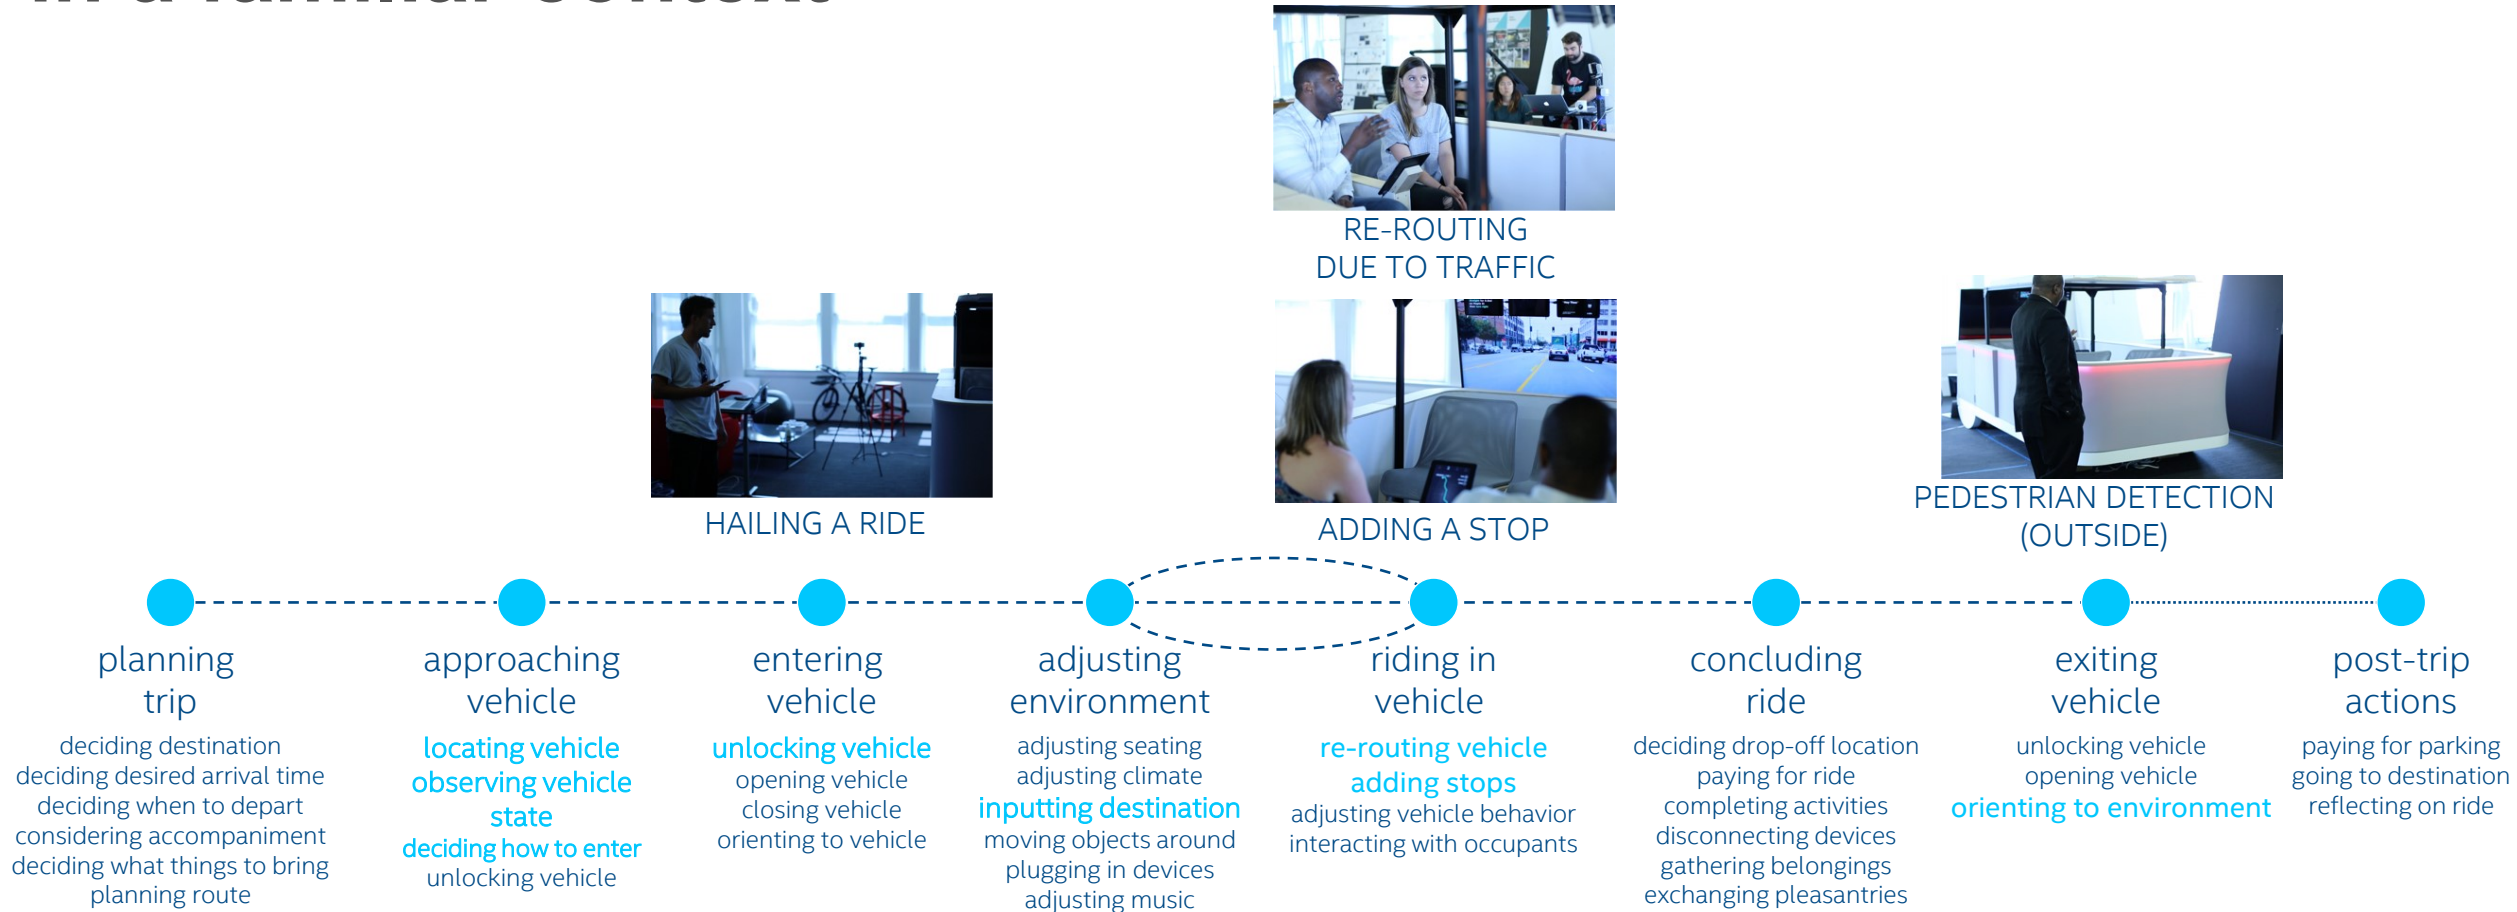 in a familiar context
RE-ROUTING
DUE TO TRAFFIC
HAILING A RIDE
ADDING A STOP
PEDESTRIAN DETECTION
(OUTSIDE)
planning
trip
deciding destination
deciding desired arrival time
deciding when to depart
considering accompaniment
deciding what things to bring
planning route
approaching
vehicle
locating vehicle
observing vehicle
state
deciding how to enter
unlocking vehicle
entering
vehicle
unlocking vehicle
opening vehicle
closing vehicle
orienting to vehicle
adjusting
environment
adjusting seating
adjusting climate
inputting destination
moving objects around
plugging in devices
adjusting music
riding in
vehicle
re-routing vehicle
adding stops
adjusting vehicle behavior
interacting with occupants
concluding
ride
deciding drop-off location
paying for ride
completing activities
disconnecting devices
gathering belongings
exchanging pleasantries
exiting
vehicle
unlocking vehicle
opening vehicle
orienting to environment
post-trip
actions
paying for parking
going to destination
reflecting on ride